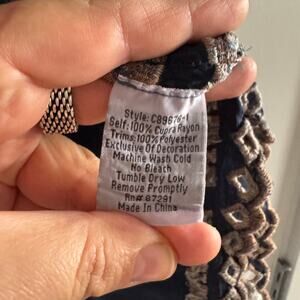 Style: C89676-1
Self:100% Cupra Rayon
Trims:100% Polyester
Exclusive Of Decoration
Machine Wash Cold
No Bleach
Tumble Dry Low
Remove Promptly
Rn# 87291
Made In China